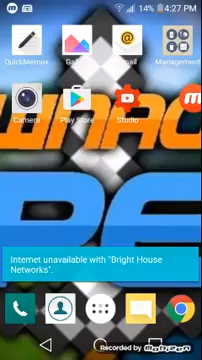 14% 4:27 PM
QuickMemo+ Email Management
Camera Play Store Studio
Internet unavailable with "Bright House
Networks".
Recorded by Mobizen